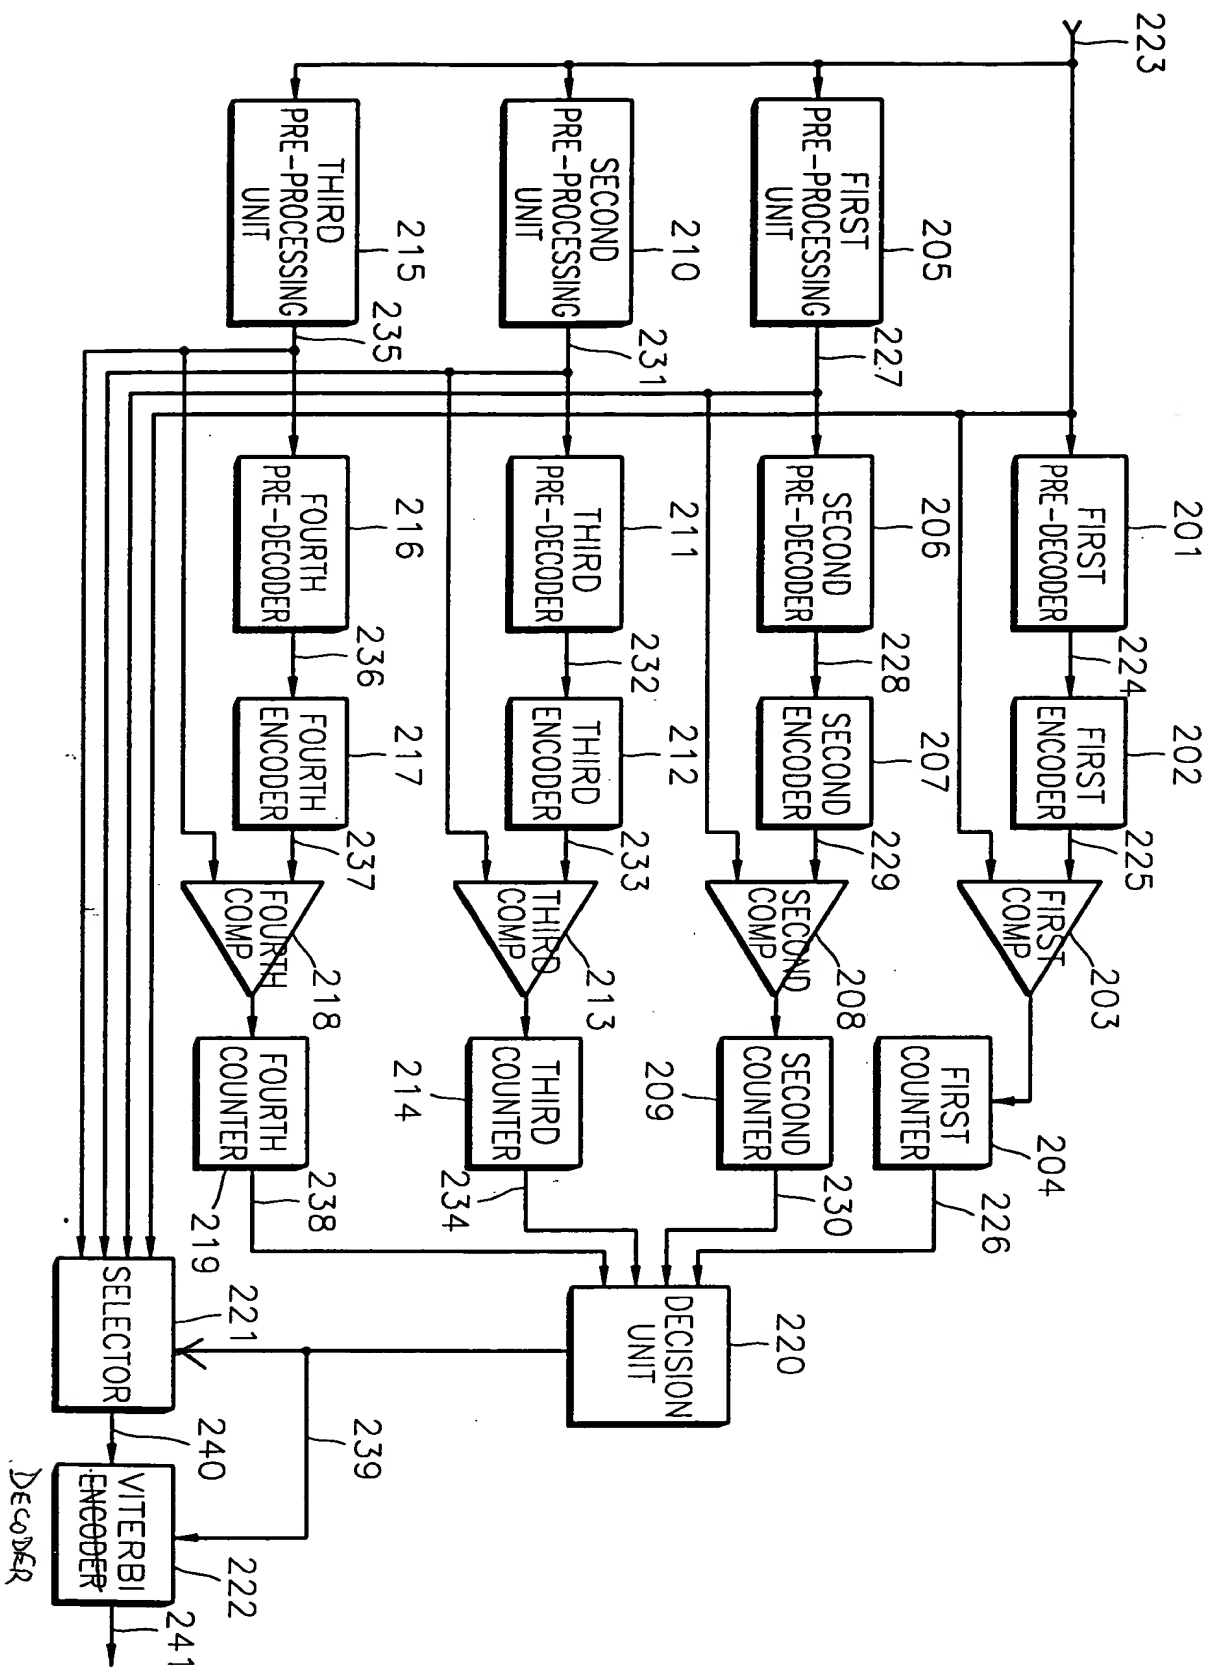 223
FIRST
PRE-PROCESSING
UNIT
205
227
SECOND
PRE-PROCESSING
UNIT
210
231
THIRD
PRE-PROCESSING
UNIT
215
235
201
FIRST
PRE-DECODER
224
202
FIRST
ENCODER
225
FIRST
COMP
203
FIRST
COUNTER
204
226
206
SECOND
PRE-DECODER
228
207
SECOND
ENCODER
229
SECOND
COMP
208
SECOND
COUNTER
209
230
211
THIRD
PRE-DECODER
232
212
THIRD
ENCODER
233
THIRD
COMP
213
THIRD
COUNTER
214
234
216
FOURTH
PRE-DECODER
236
217
FOURTH
ENCODER
237
FOURTH
COMP
218
FOURTH
COUNTER
219
238
DECISION
UNIT
220
239
SELECTOR
221
240
VITERBI
ENCODER
DECODER
222
241